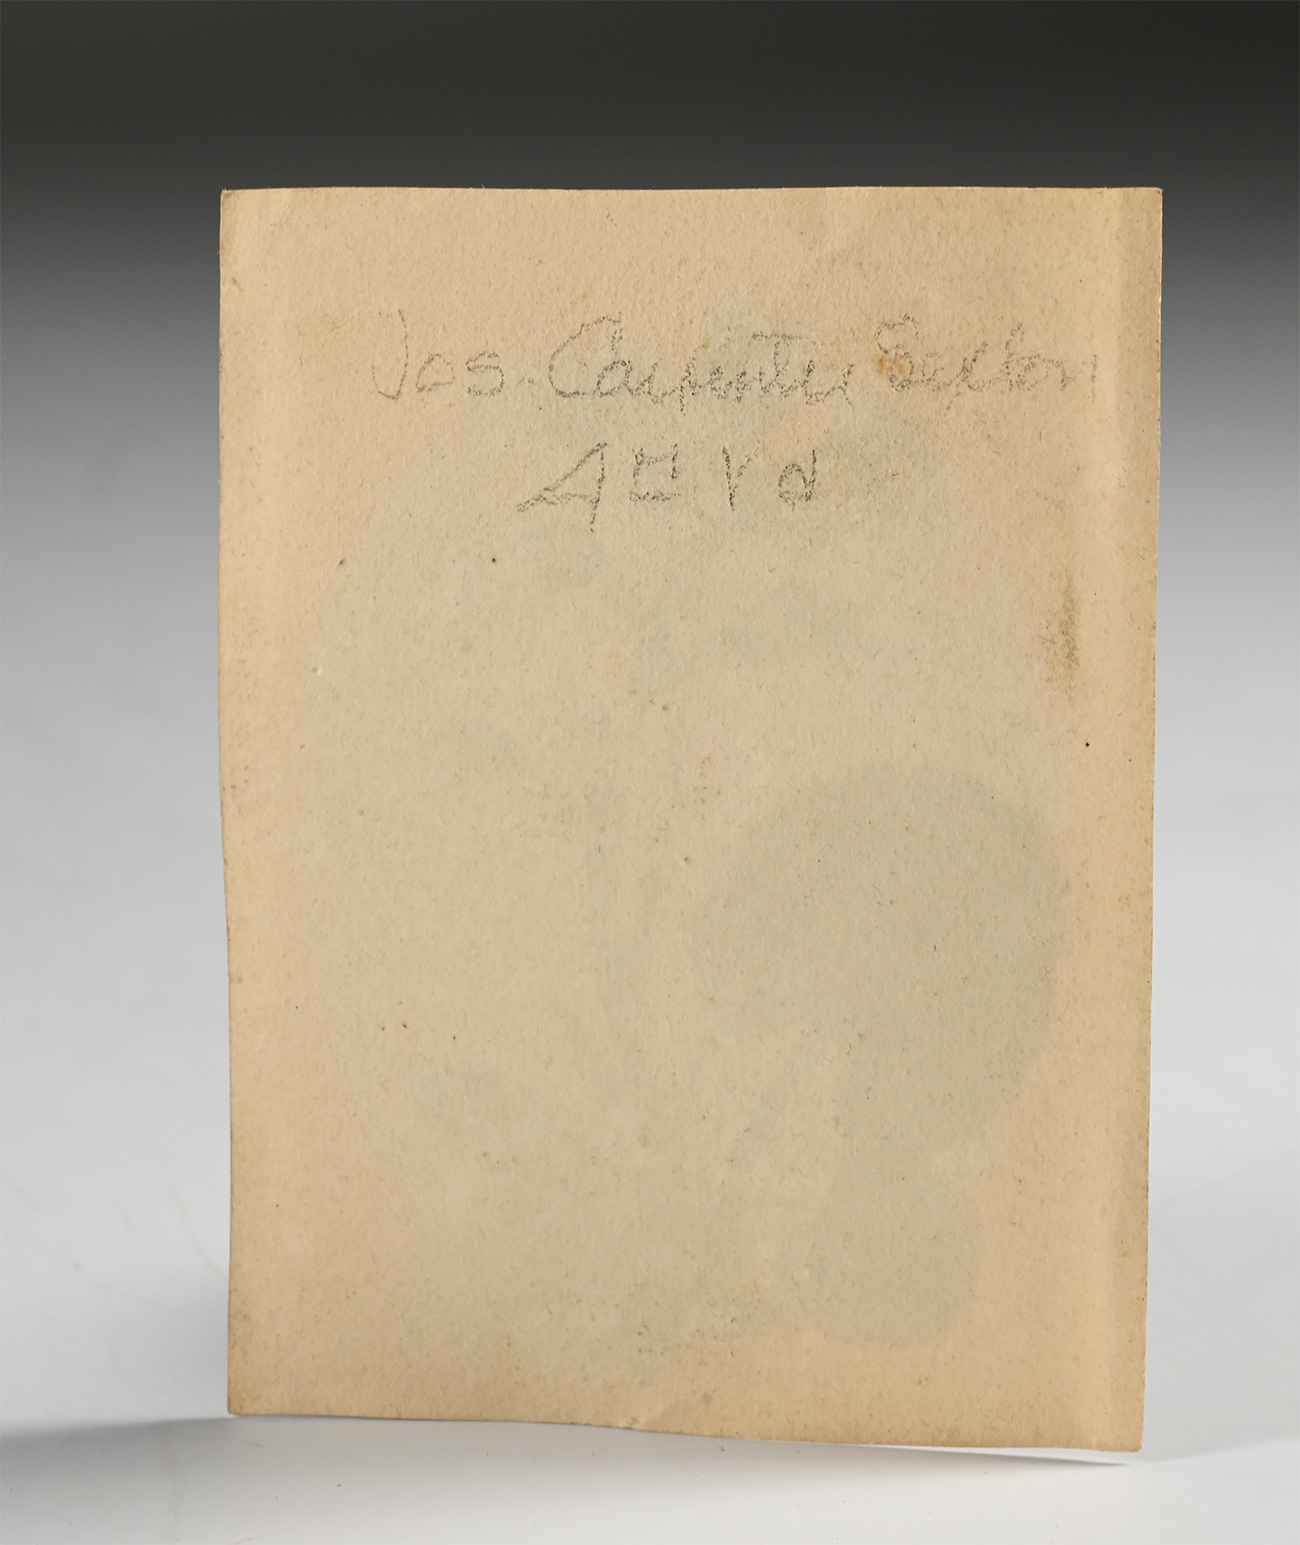 Jos. Carpenter Sexton
4th Vol